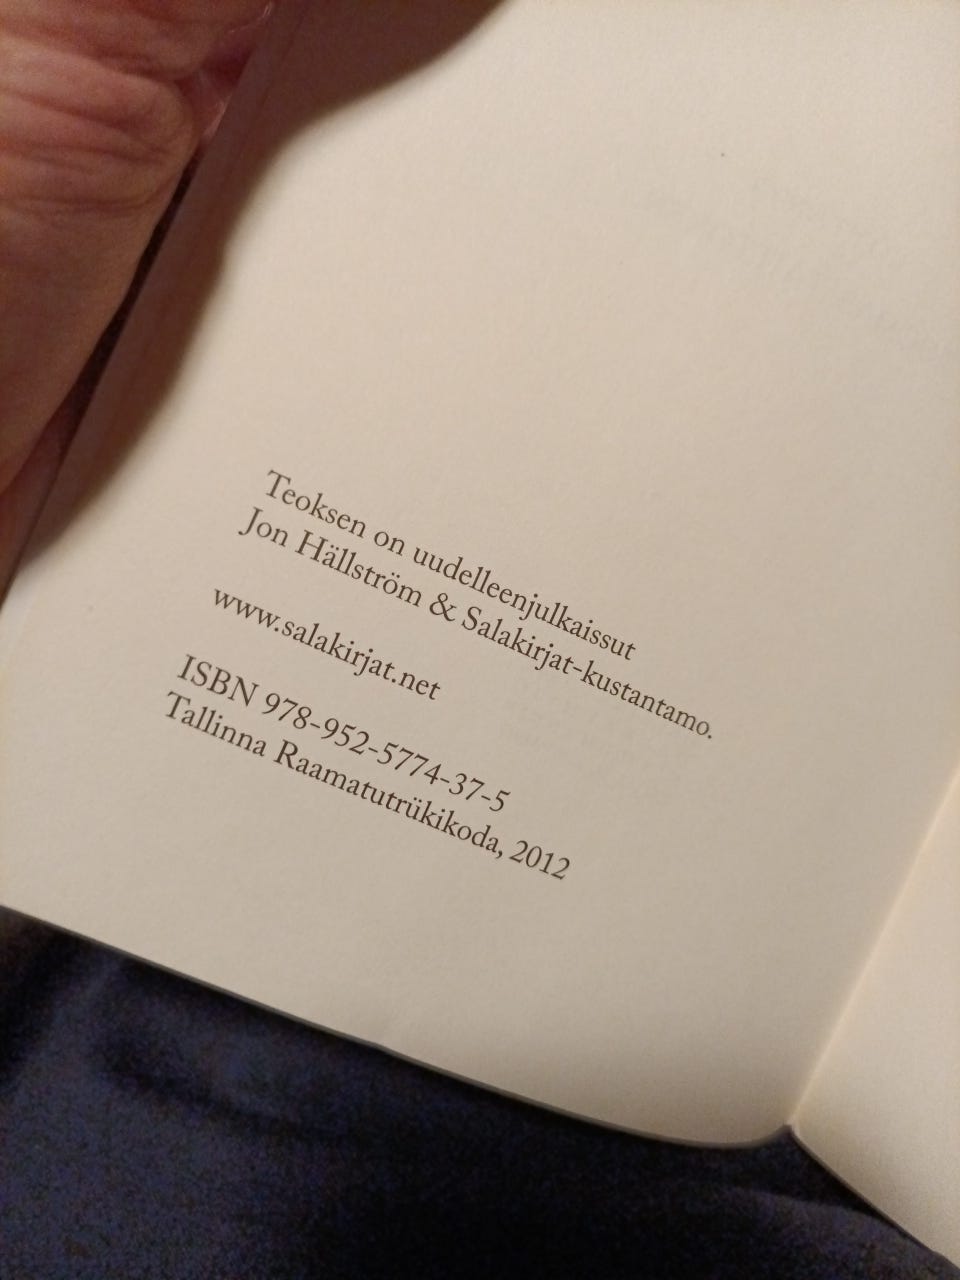 Teoksen on uudelleenjulkaissut
Jon Hällström & Salakirjat-kustantamo.
www.salakirjat.net
ISBN 978-952-5774-37-5
Tallinna Raamatutrükikoda, 2012